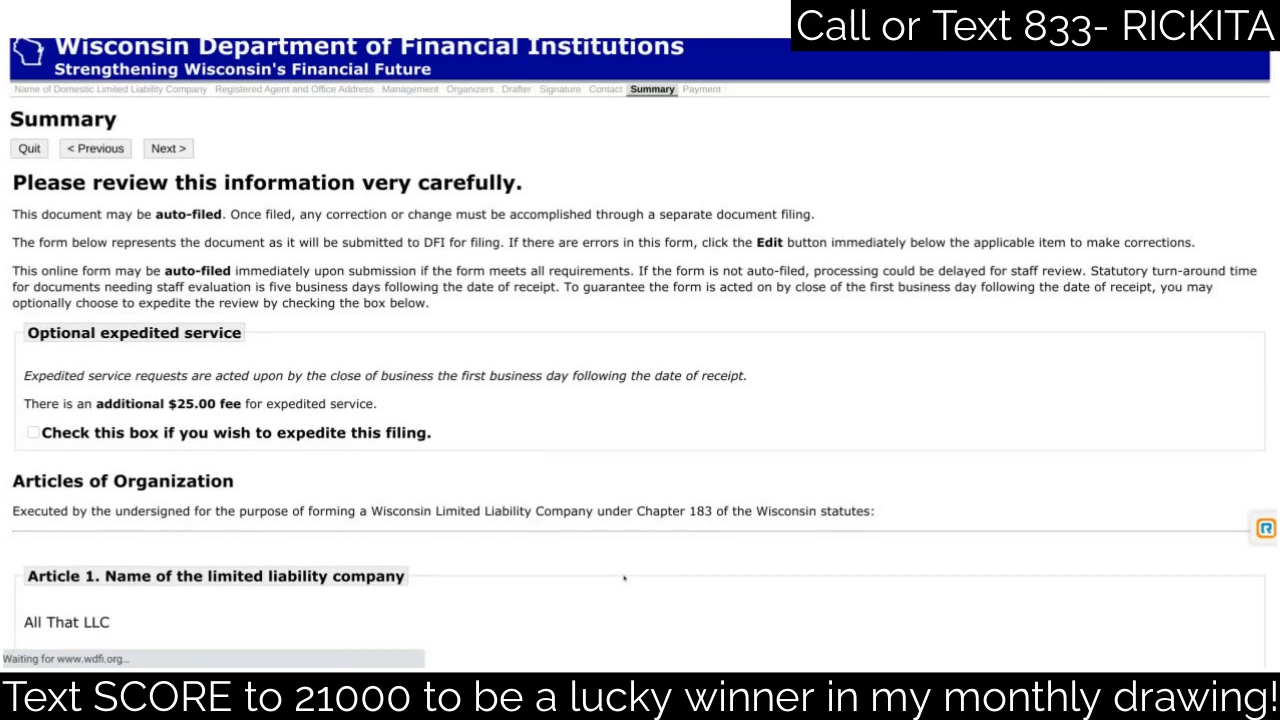 Call or Text 833- RICKITA
Wisconsin Department of Financial Institutions
Strengthening Wisconsin's Financial Future
Name of Domestic Limited Liability Company Registered Agent and Office Address Management Organizers Drafter Signature Contact Summary Payment
Summary
Quit < Previous Next >
Please review this information very carefully.
This document may be auto-filed. Once filed, any correction or change must be accomplished through a separate document filing.
The form below represents the document as it will be submitted to DFI for filing. If there are errors in this form, click the Edit button immediately below the applicable item to make corrections.
This online form may be auto-filed immediately upon submission if the form meets all requirements. If the form is not auto-filed, processing could be delayed for staff review. Statutory turn-around time
for documents needing staff evaluation is five business days following the date of receipt. To guarantee the form is acted on by close of the first business day following the date of receipt, you may
optionally choose to expedite the review by checking the box below.
Optional expedited service
Expedited service requests are acted upon by the close of business the first business day following the date of receipt.
There is an additional $25.00 fee for expedited service.
Check this box if you wish to expedite this filing.
Articles of Organization
Executed by the undersigned for the purpose of forming a Wisconsin Limited Liability Company under Chapter 183 of the Wisconsin statutes:
Article 1. Name of the limited liability company
All That LLC
Waiting for www.wdfi.org...
Text SCORE to 21000 to be a lucky winner in my monthly drawing!